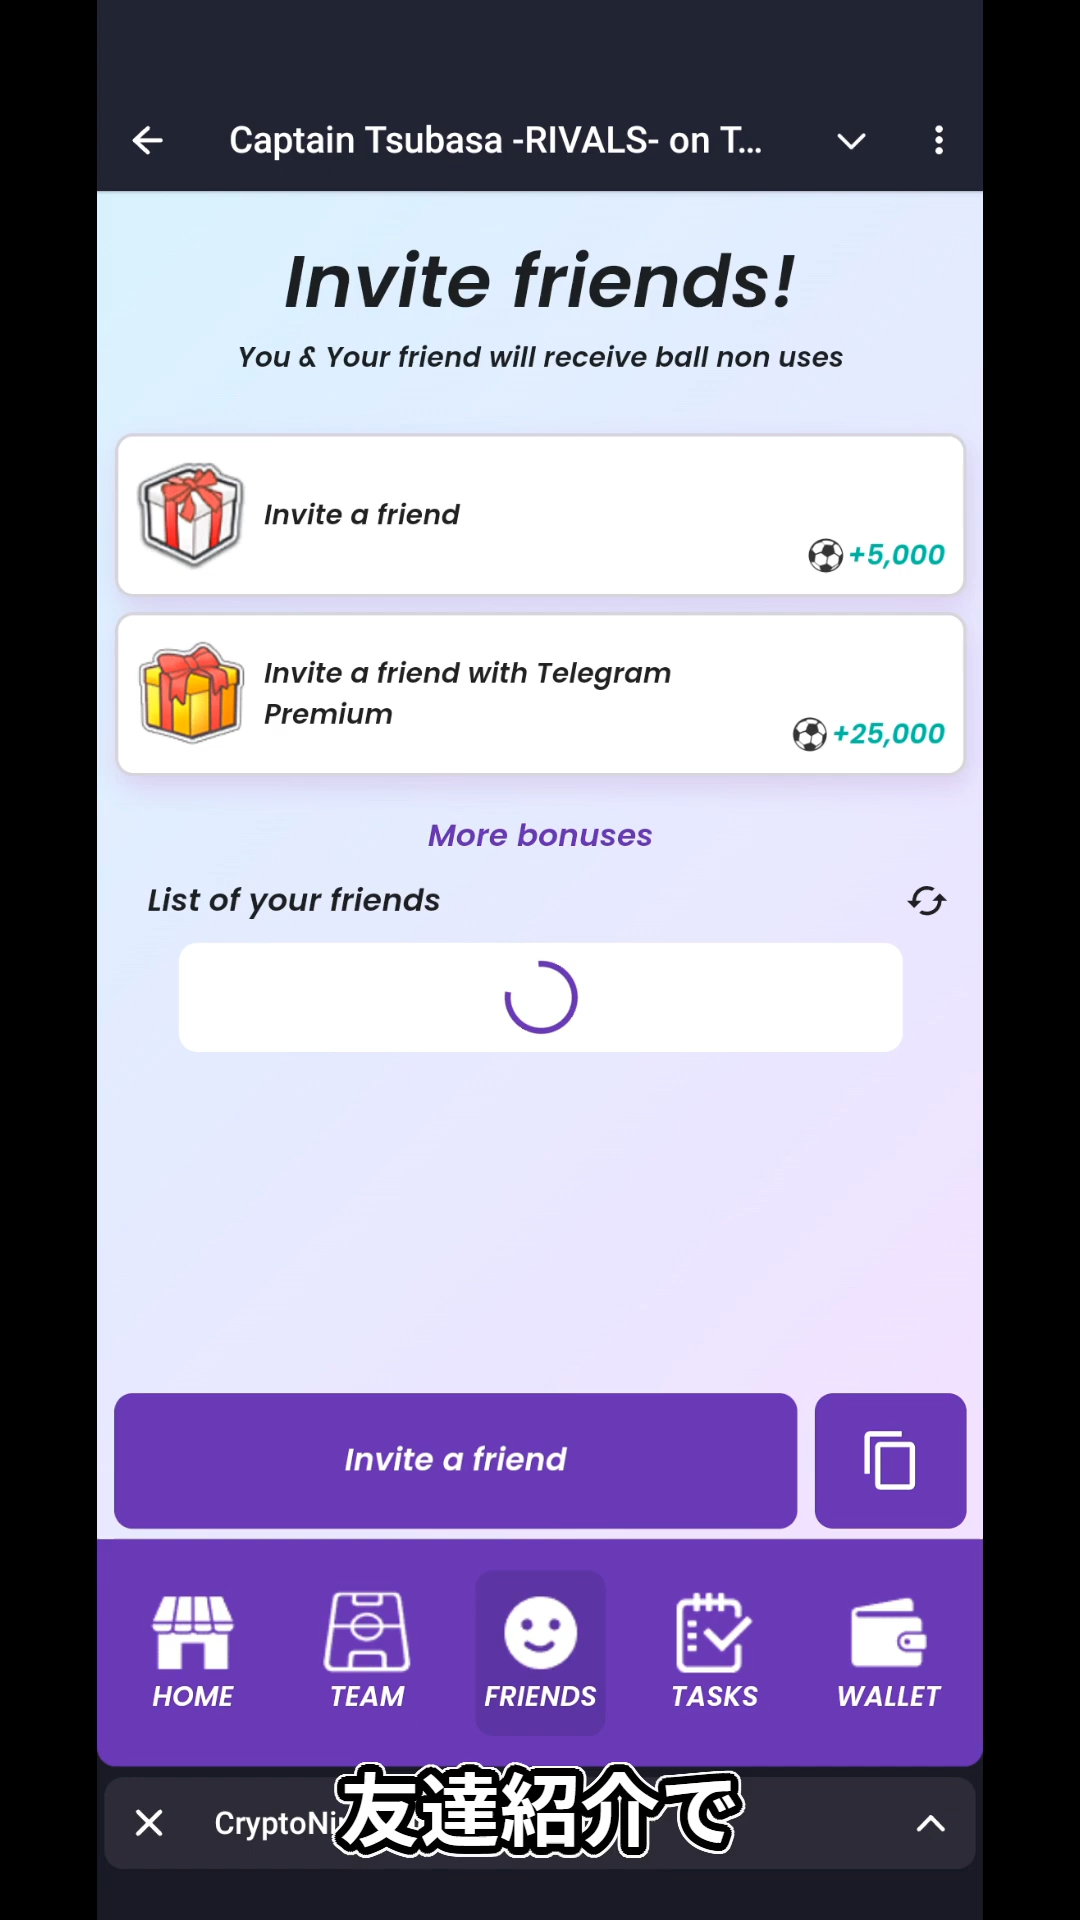 Captain Tsubasa -RIVALS- on T...
Invite friends!
You & Your friend will receive ball non uses
Invite a friend
+5,000
Invite a friend with Telegram
Premium
+25,000
More bonuses
List of your friends
Invite a friend
HOME
TEAM
FRIENDS
TASKS
WALLET
友達紹介で